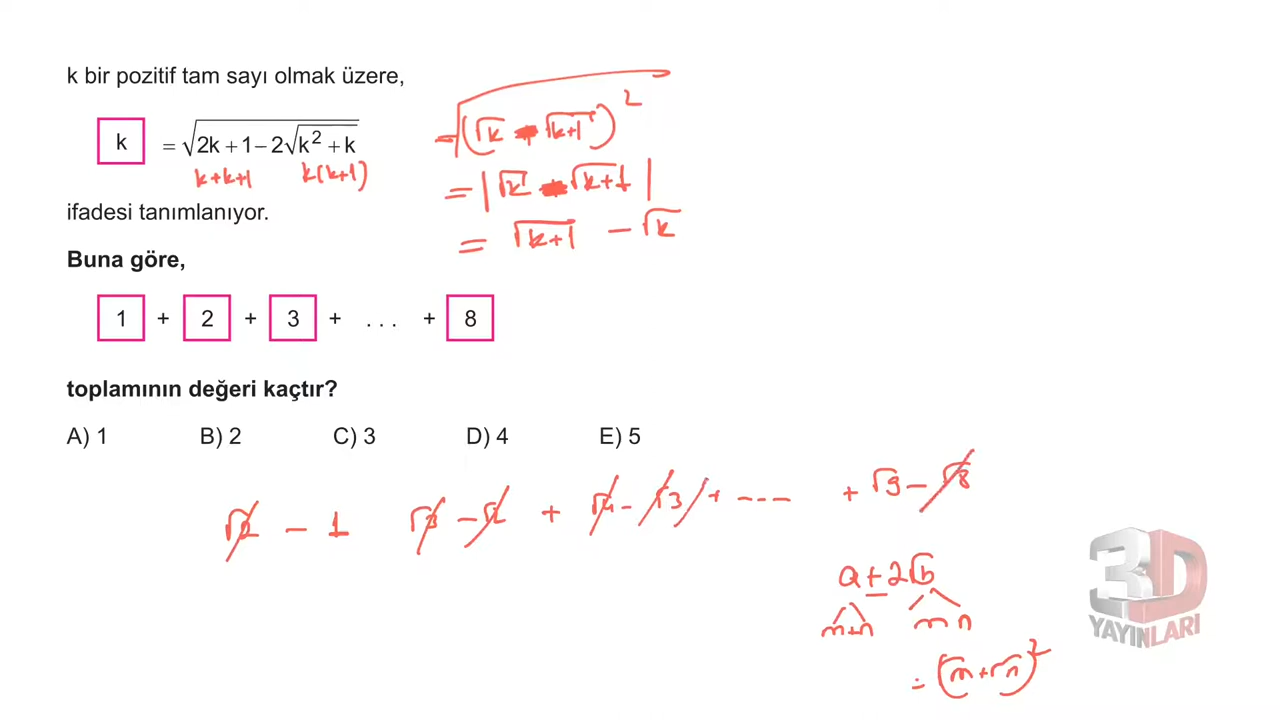 k bir pozitif tam sayı olmak üzere,
k = √(2k + 1 − 2√(k² + k))
k+k+1 k(k+1)
= √((√k - √(k+1))²)
= |√k - √(k+1)|
= √(k+1) − √k
ifadesi tanımlanıyor.
Buna göre,
1 + 2 + 3 + . . . + 8
toplamının değeri kaçtır?
A) 1 B) 2 C) 3 D) 4 E) 5
√2 − 1 √3 − √2 + √4 − √3 + --- + √9 − √8
a + 2√b
m+n m n
= (√m + √n)²
3D
YAYINLARI